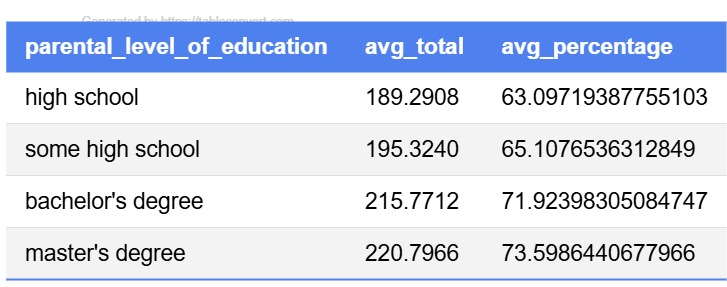 Generated by https://tableconvert.com
parental_level_of_education avg_total avg_percentage
high school 189.2908 63.09719387755103
some high school 195.3240 65.1076536312849
bachelor's degree 215.7712 71.92398305084747
master's degree 220.7966 73.5986440677966